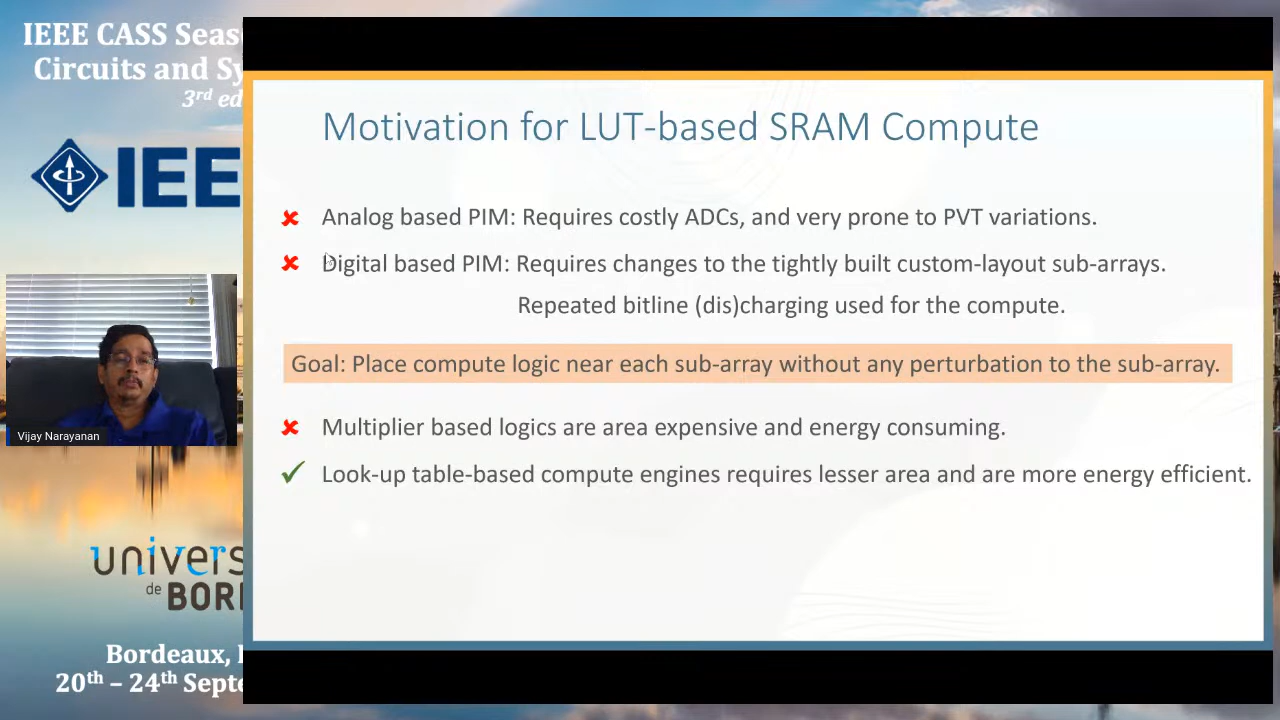 IEEE CASS Seas
Circuits and Sy
3rd ed
IEE
Vijay Narayanan
univers
de BOR
Bordeaux,
20th – 24th Septe
Motivation for LUT-based SRAM Compute
✘ Analog based PIM: Requires costly ADCs, and very prone to PVT variations.
✘ Digital based PIM: Requires changes to the tightly built custom-layout sub-arrays.
Repeated bitline (dis)charging used for the compute.
Goal: Place compute logic near each sub-array without any perturbation to the sub-array.
✘ Multiplier based logics are area expensive and energy consuming.
✓ Look-up table-based compute engines requires lesser area and are more energy efficient.